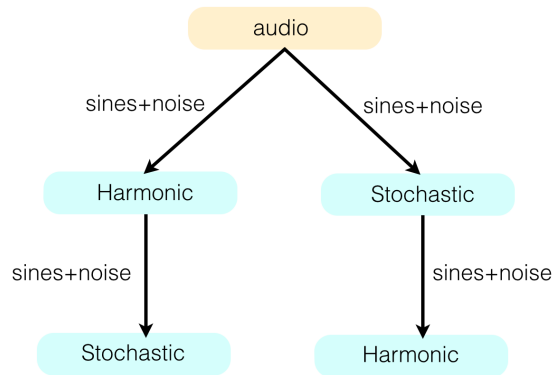 audio
sines+noise
sines+noise
Harmonic
Stochastic
sines+noise
sines+noise
Stochastic
Harmonic